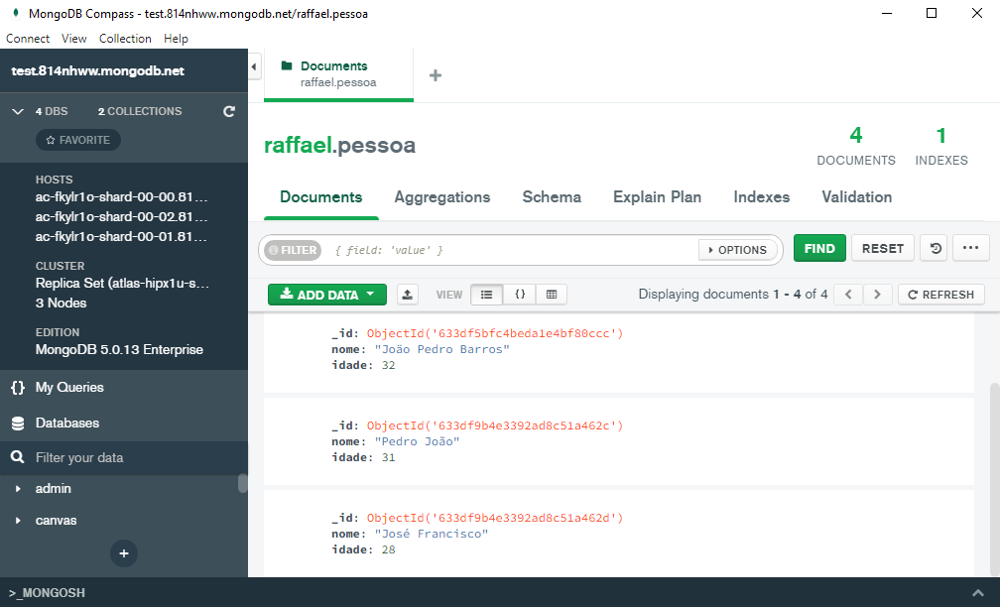 MongoDB Compass - test.814nhww.mongodb.net/raffael.pessoa
Connect View Collection Help
test.814nhww.mongodb.net
4 DBS 2 COLLECTIONS
FAVORITE
HOSTS
ac-fkylr1o-shard-00-00.81...
ac-fkylr1o-shard-00-02.81...
ac-fkylr1o-shard-00-01.81...
CLUSTER
Replica Set (atlas-hipx1u-s...
3 Nodes
EDITION
MongoDB 5.0.13 Enterprise
{} My Queries
Databases
Filter your data
admin
canvas
+
Documents
raffael.pessoa
+
raffael.pessoa
4
DOCUMENTS
1
INDEXES
Documents Aggregations Schema Explain Plan Indexes Validation
FILTER { field: 'value' } OPTIONS FIND RESET ...
ADD DATA VIEW {} Displaying documents 1 - 4 of 4 < > REFRESH
_id: ObjectId('633df5bfc4beda1e4bf80ccc')
nome: "João Pedro Barros"
idade: 32
_id: ObjectId('633df9b4e3392ad8c51a462c')
nome: "Pedro João"
idade: 31
_id: ObjectId('633df9b4e3392ad8c51a462d')
nome: "José Francisco"
idade: 28
>_MONGOSH